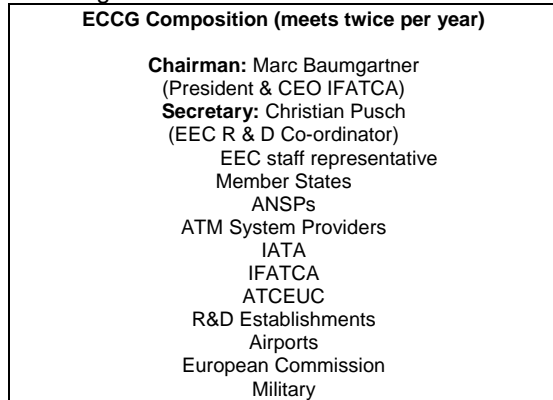 ECCG Composition (meets twice per year)
Chairman: Marc Baumgartner
(President & CEO IFATCA)
Secretary: Christian Pusch
(EEC R & D Co-ordinator)
EEC staff representative
Member States
ANSPs
ATM System Providers
IATA
IFATCA
ATCEUC
R&D Establishments
Airports
European Commission
Military